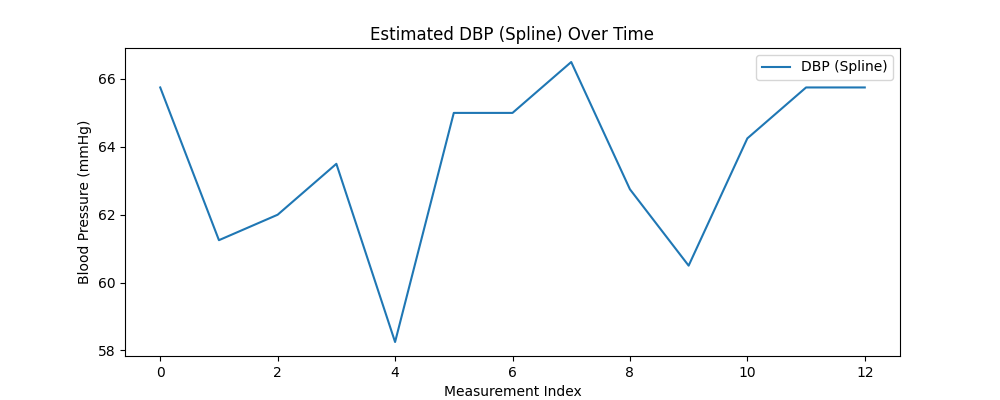 Estimated DBP (Spline) Over Time
DBP (Spline)
Blood Pressure (mmHg)
66
64
62
60
58
0 2 4 6 8 10 12
Measurement Index